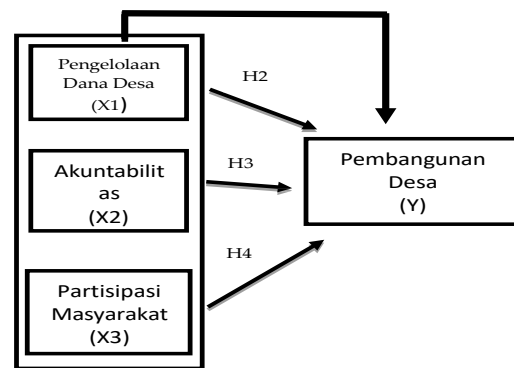 Pengelolaan
Dana Desa
(X1)
H2
Akuntabilit
as
(X2)
H3
Pembangunan
Desa
(Y)
H4
Partisipasi
Masyarakat
(X3)